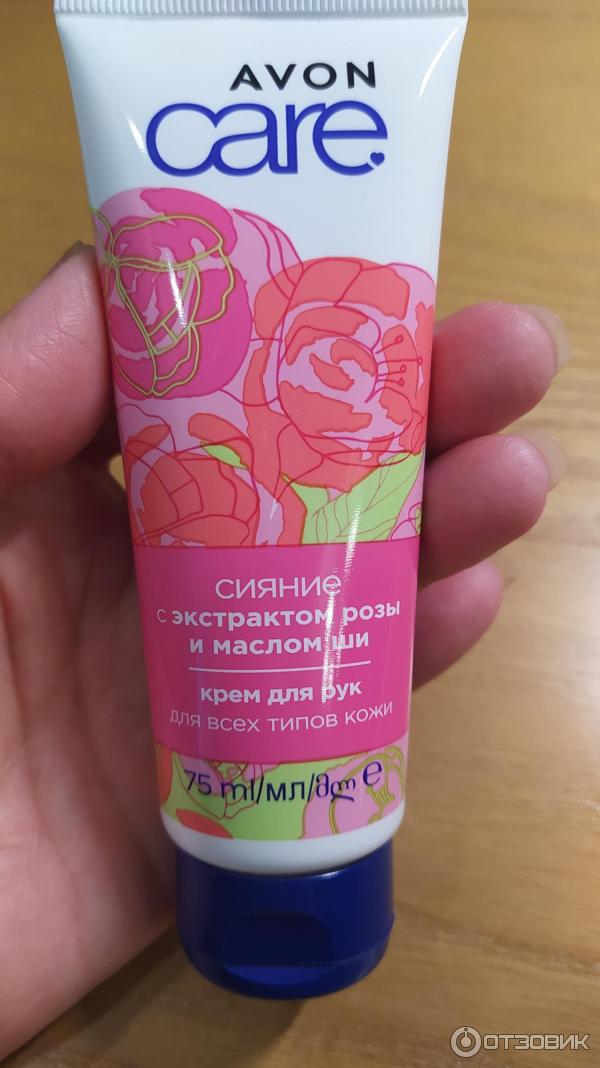 AVON
care
сияние
с экстрактом розы
и маслом ши
крем для рук
для всех типов кожи
75 ml/мл/მლ e
ОТЗОВИК